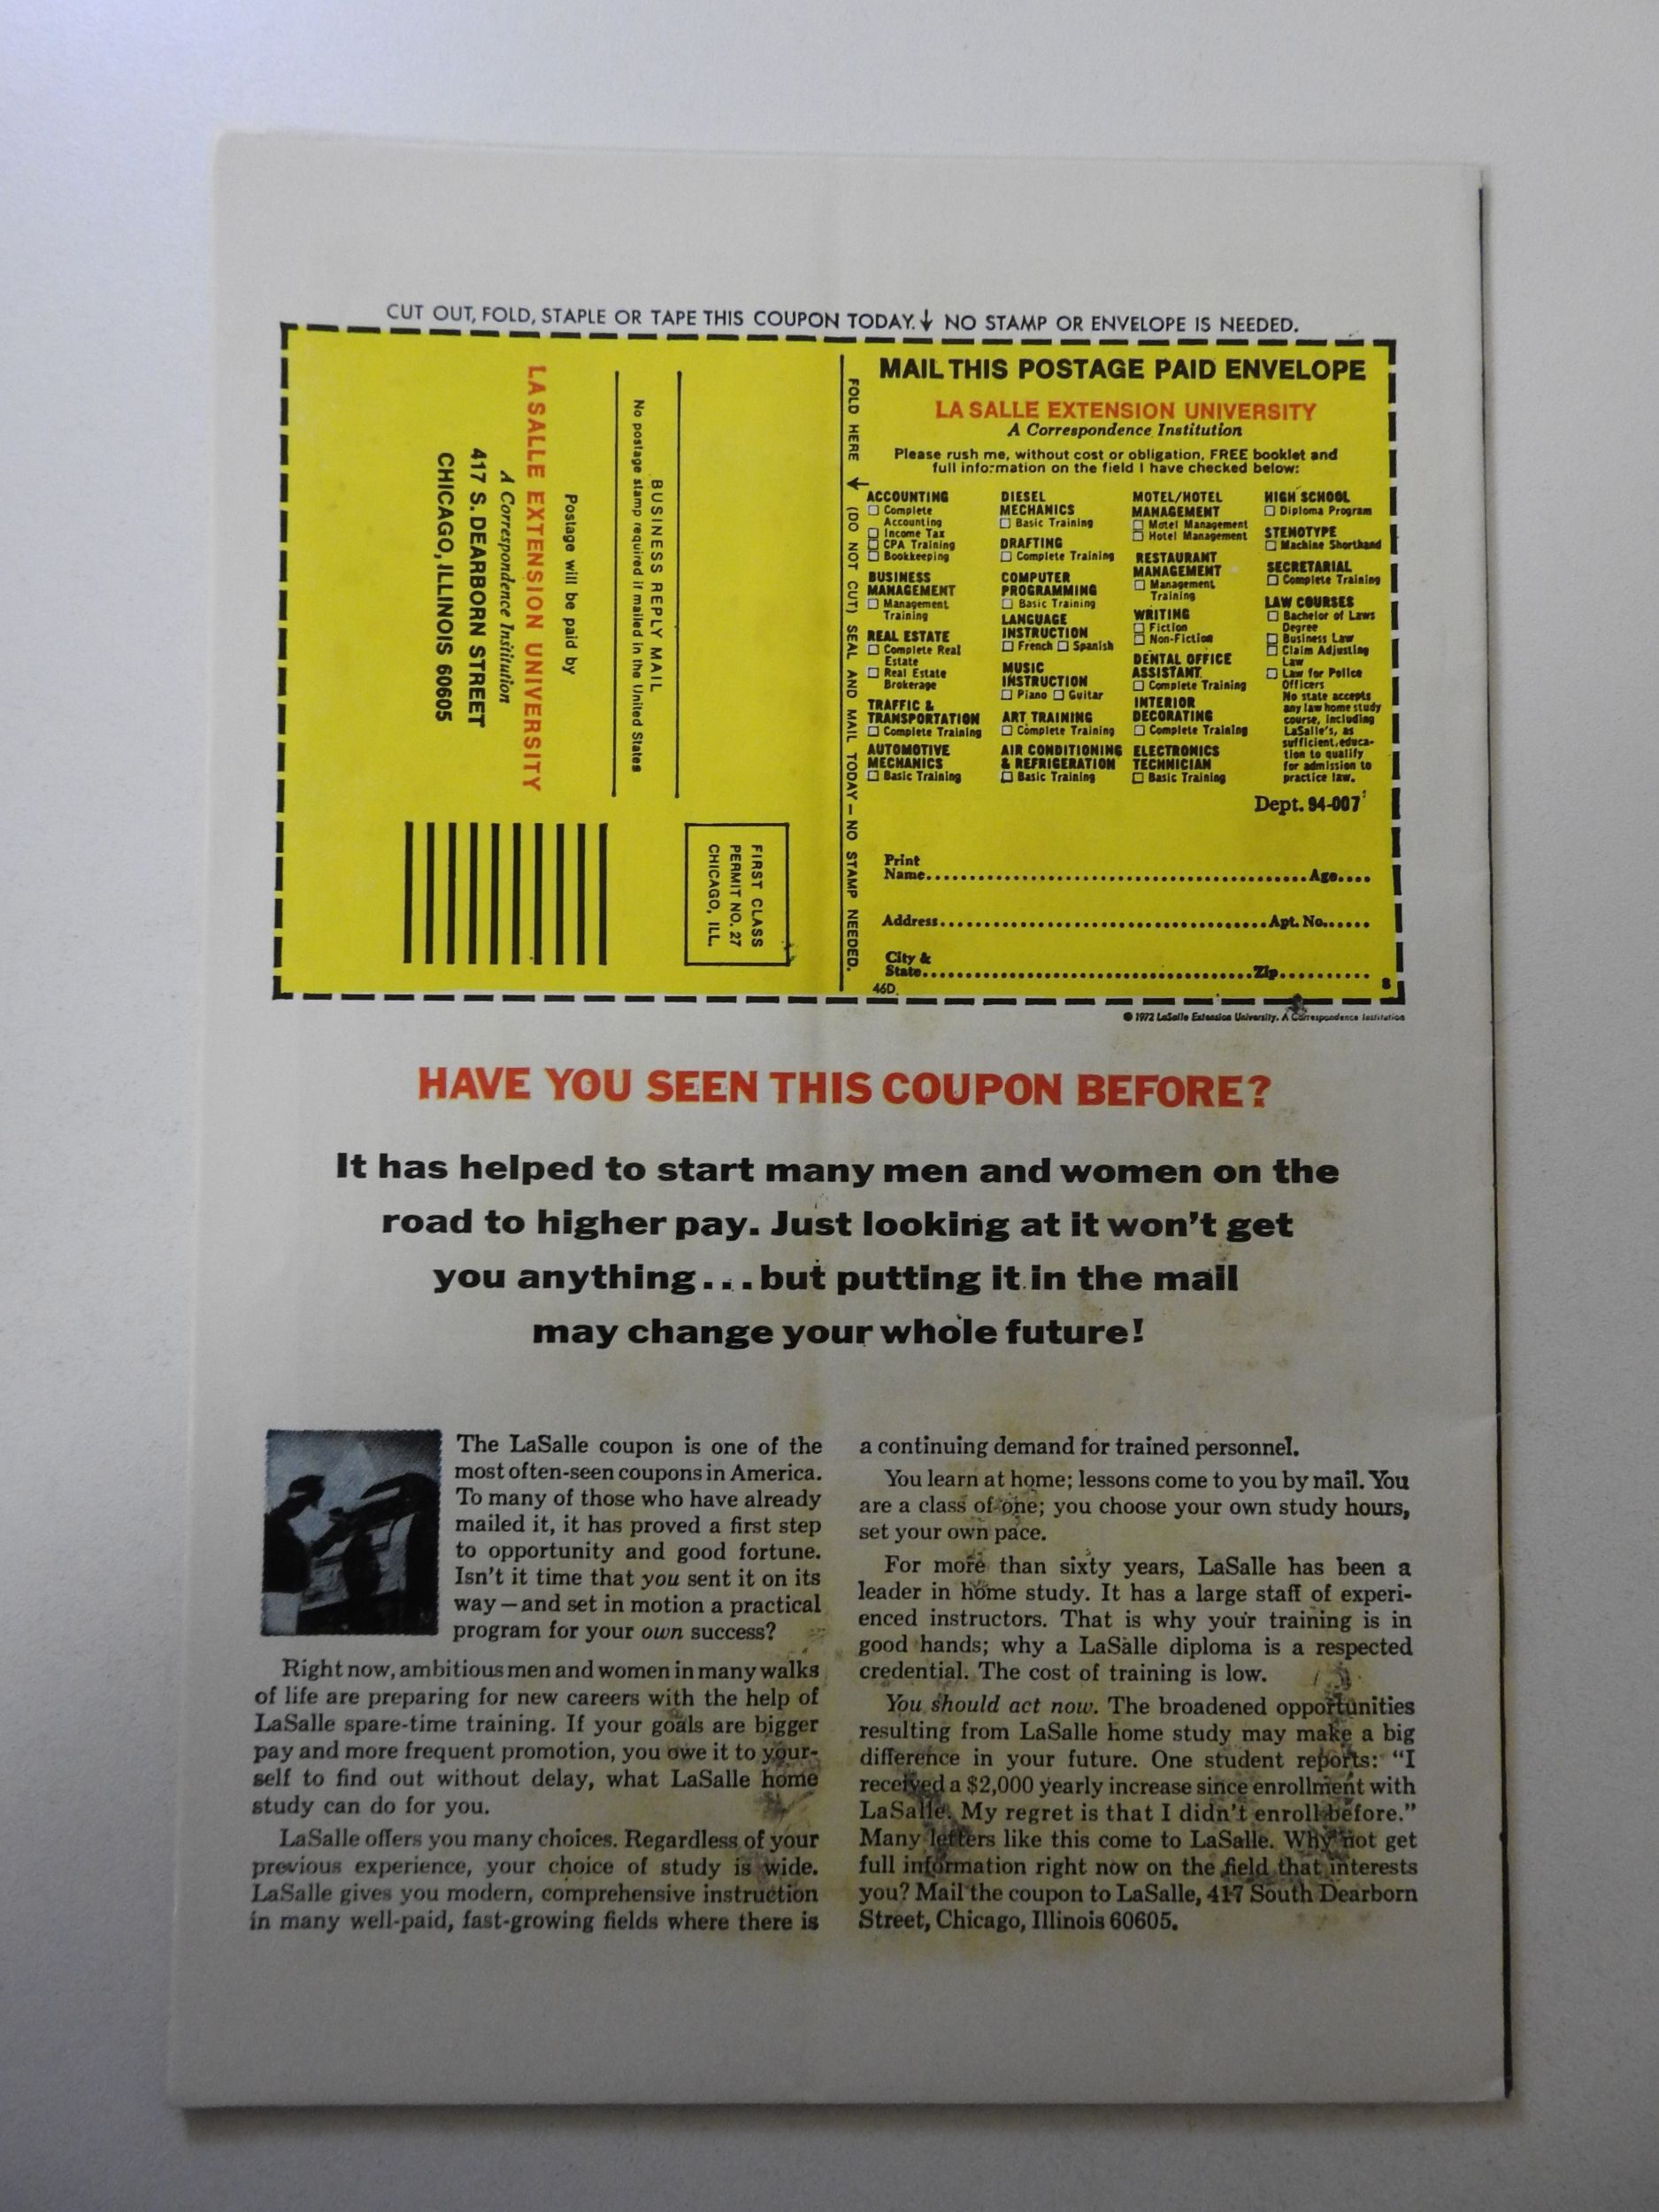 CUT OUT, FOLD, STAPLE OR TAPE THIS COUPON TODAY.↓ NO STAMP OR ENVELOPE IS NEEDED.
No postage stamp required if mailed in the United States
BUSINESS REPLY MAIL
Postage will be paid by
LA SALLE EXTENSION UNIVERSITY
A Correspondence Institution
417 S. DEARBORN STREET
CHICAGO, ILLINOIS 60605
FIRST CLASS
PERMIT NO. 27
CHICAGO, ILL.
FOLD HERE → (DO NOT CUT) SEAL AND MAIL TODAY – NO STAMP NEEDED.
MAIL THIS POSTAGE PAID ENVELOPE
LA SALLE EXTENSION UNIVERSITY
A Correspondence Institution
Please rush me, without cost or obligation, FREE booklet and
full information on the field I have checked below:
ACCOUNTING
☐ Complete
Accounting
☐ Income Tax
☐ CPA Training
☐ Bookkeeping
BUSINESS
MANAGEMENT
☐ Management
Training
REAL ESTATE
☐ Complete Real
Estate
☐ Real Estate
Brokerage
TRAFFIC &
TRANSPORTATION
☐ Complete Training
AUTOMOTIVE
MECHANICS
☐ Basic Training
DIESEL
MECHANICS
☐ Basic Training
DRAFTING
☐ Complete Training
COMPUTER
PROGRAMMING
☐ Basic Training
LANGUAGE
INSTRUCTION
☐ French ☐ Spanish
MUSIC
INSTRUCTION
☐ Piano ☐ Guitar
ART TRAINING
☐ Complete Training
AIR CONDITIONING
& REFRIGERATION
☐ Basic Training
MOTEL/HOTEL
MANAGEMENT
☐ Motel Management
☐ Hotel Management
RESTAURANT
MANAGEMENT
☐ Management
Training
WRITING
☐ Fiction
☐ Non-Fiction
DENTAL OFFICE
ASSISTANT
☐ Complete Training
INTERIOR
DECORATING
☐ Complete Training
ELECTRONICS
TECHNICIAN
☐ Basic Training
HIGH SCHOOL
☐ Diploma Program
STENOTYPE
☐ Machine Shorthand
SECRETARIAL
☐ Complete Training
LAW COURSES
☐ Bachelor of Laws
Degree
☐ Business Law
☐ Claim Adjusting
Law
☐ Law for Police
Officers
No state accepts
any law home study
course, including
LaSalle's, as
sufficient educa-
tion to qualify
for admission to
practice law.
Dept. 94-007
Print
Name.......... Age....
Address.......... Apt. No......
City &
State.......... Zip..........
46D 8
© 1972 LaSalle Extension University. A Correspondence Institution
HAVE YOU SEEN THIS COUPON BEFORE?
It has helped to start many men and women on the
road to higher pay. Just looking at it won't get
you anything...but putting it in the mail
may change your whole future!
The LaSalle coupon is one of the
most often-seen coupons in America.
To many of those who have already
mailed it, it has proved a first step
to opportunity and good fortune.
Isn't it time that you sent it on its
way—and set in motion a practical
program for your own success?
Right now, ambitious men and women in many walks
of life are preparing for new careers with the help of
LaSalle spare-time training. If your goals are bigger
pay and more frequent promotion, you owe it to your-
self to find out without delay, what LaSalle home
study can do for you.
LaSalle offers you many choices. Regardless of your
previous experience, your choice of study is wide.
LaSalle gives you modern, comprehensive instruction
in many well-paid, fast-growing fields where there is
a continuing demand for trained personnel.
You learn at home; lessons come to you by mail. You
are a class of one; you choose your own study hours,
set your own pace.
For more than sixty years, LaSalle has been a
leader in home study. It has a large staff of experi-
enced instructors. That is why your training is in
good hands; why a LaSalle diploma is a respected
credential. The cost of training is low.
You should act now. The broadened opportunities
resulting from LaSalle home study may make a big
difference in your future. One student reports: "I
received a $2,000 yearly increase since enrollment with
LaSalle. My regret is that I didn't enroll before."
Many letters like this come to LaSalle. Why not get
full information right now on the field that interests
you? Mail the coupon to LaSalle, 417 South Dearborn
Street, Chicago, Illinois 60605.